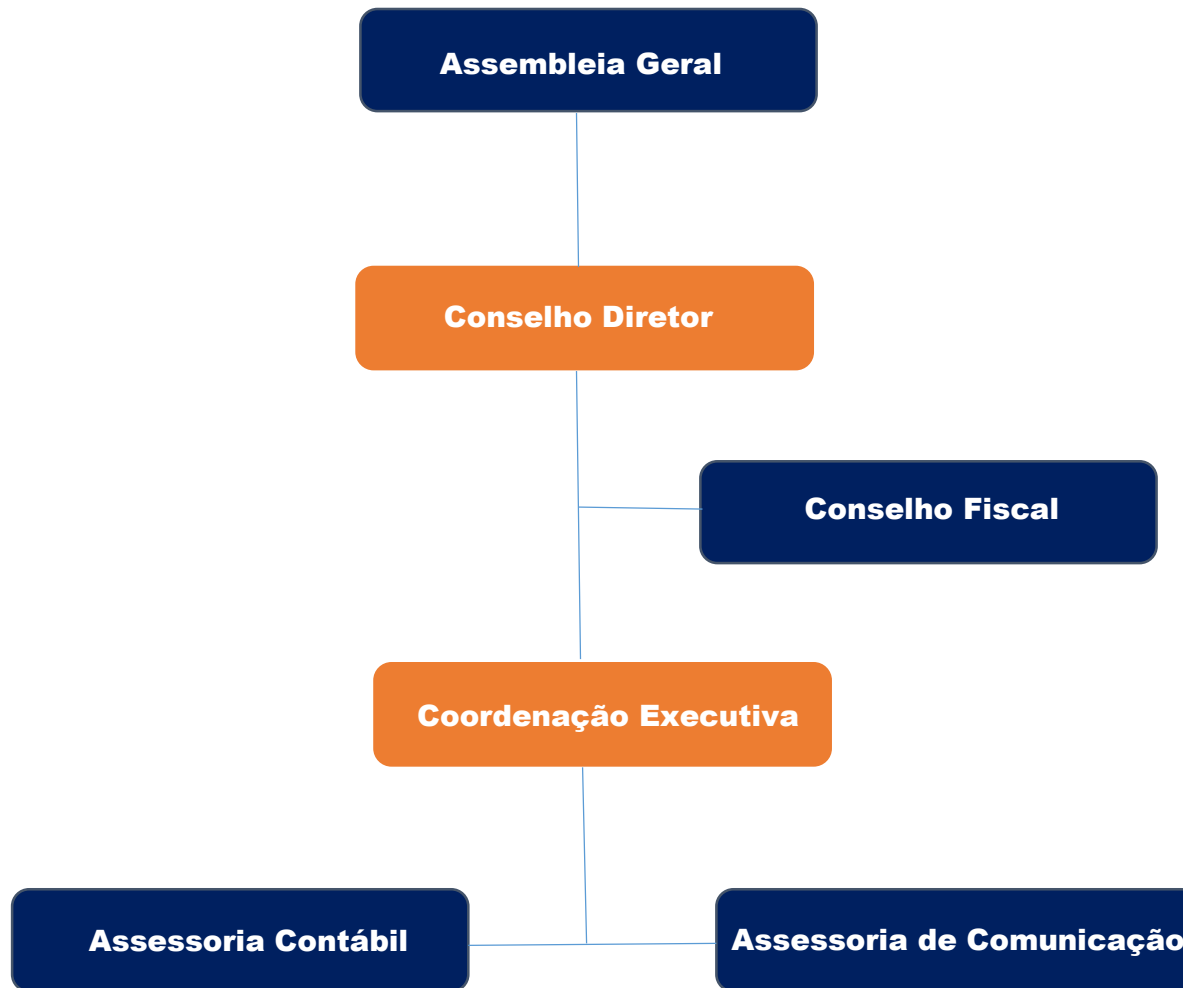 Assembleia Geral
Conselho Diretor
Conselho Fiscal
Coordenação Executiva
Assessoria Contábil
Assessoria de Comunicação